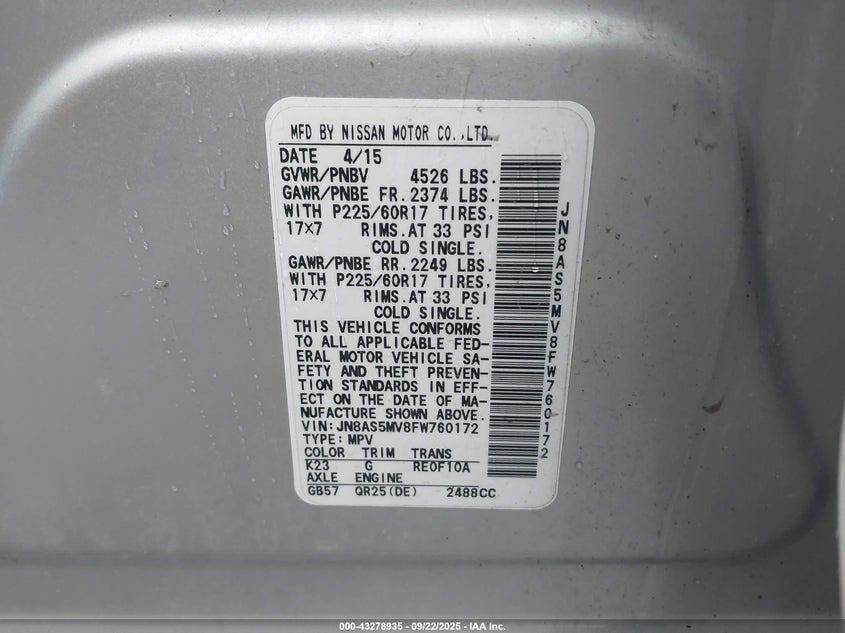 MFD BY NISSAN MOTOR CO.,LTD.
DATE 4/15
GVWR/PNBV 4526 LBS.
GAWR/PNBE FR. 2374 LBS.
WITH P225/60R17 TIRES,
17×7 RIMS. AT 33 PSI
COLD SINGLE.
GAWR/PNBE RR. 2249 LBS.
WITH P225/60R17 TIRES,
17×7 RIMS. AT 33 PSI
COLD SINGLE.
THIS VEHICLE CONFORMS
TO ALL APPLICABLE FED-
ERAL MOTOR VEHICLE SA-
FETY AND THEFT PREVEN-
TION STANDARDS IN EFF-
ECT ON THE DATE OF MA-
NUFACTURE SHOWN ABOVE.
VIN: JN8AS5MV8FW760172
TYPE: MPV
COLOR TRIM TRANS
K23 G RE0F10A
AXLE ENGINE
GB57 QR25(DE) 2488CC
JN8AS5MV8FW760172
000-43278935 - 09/22/2025 - IAA Inc.